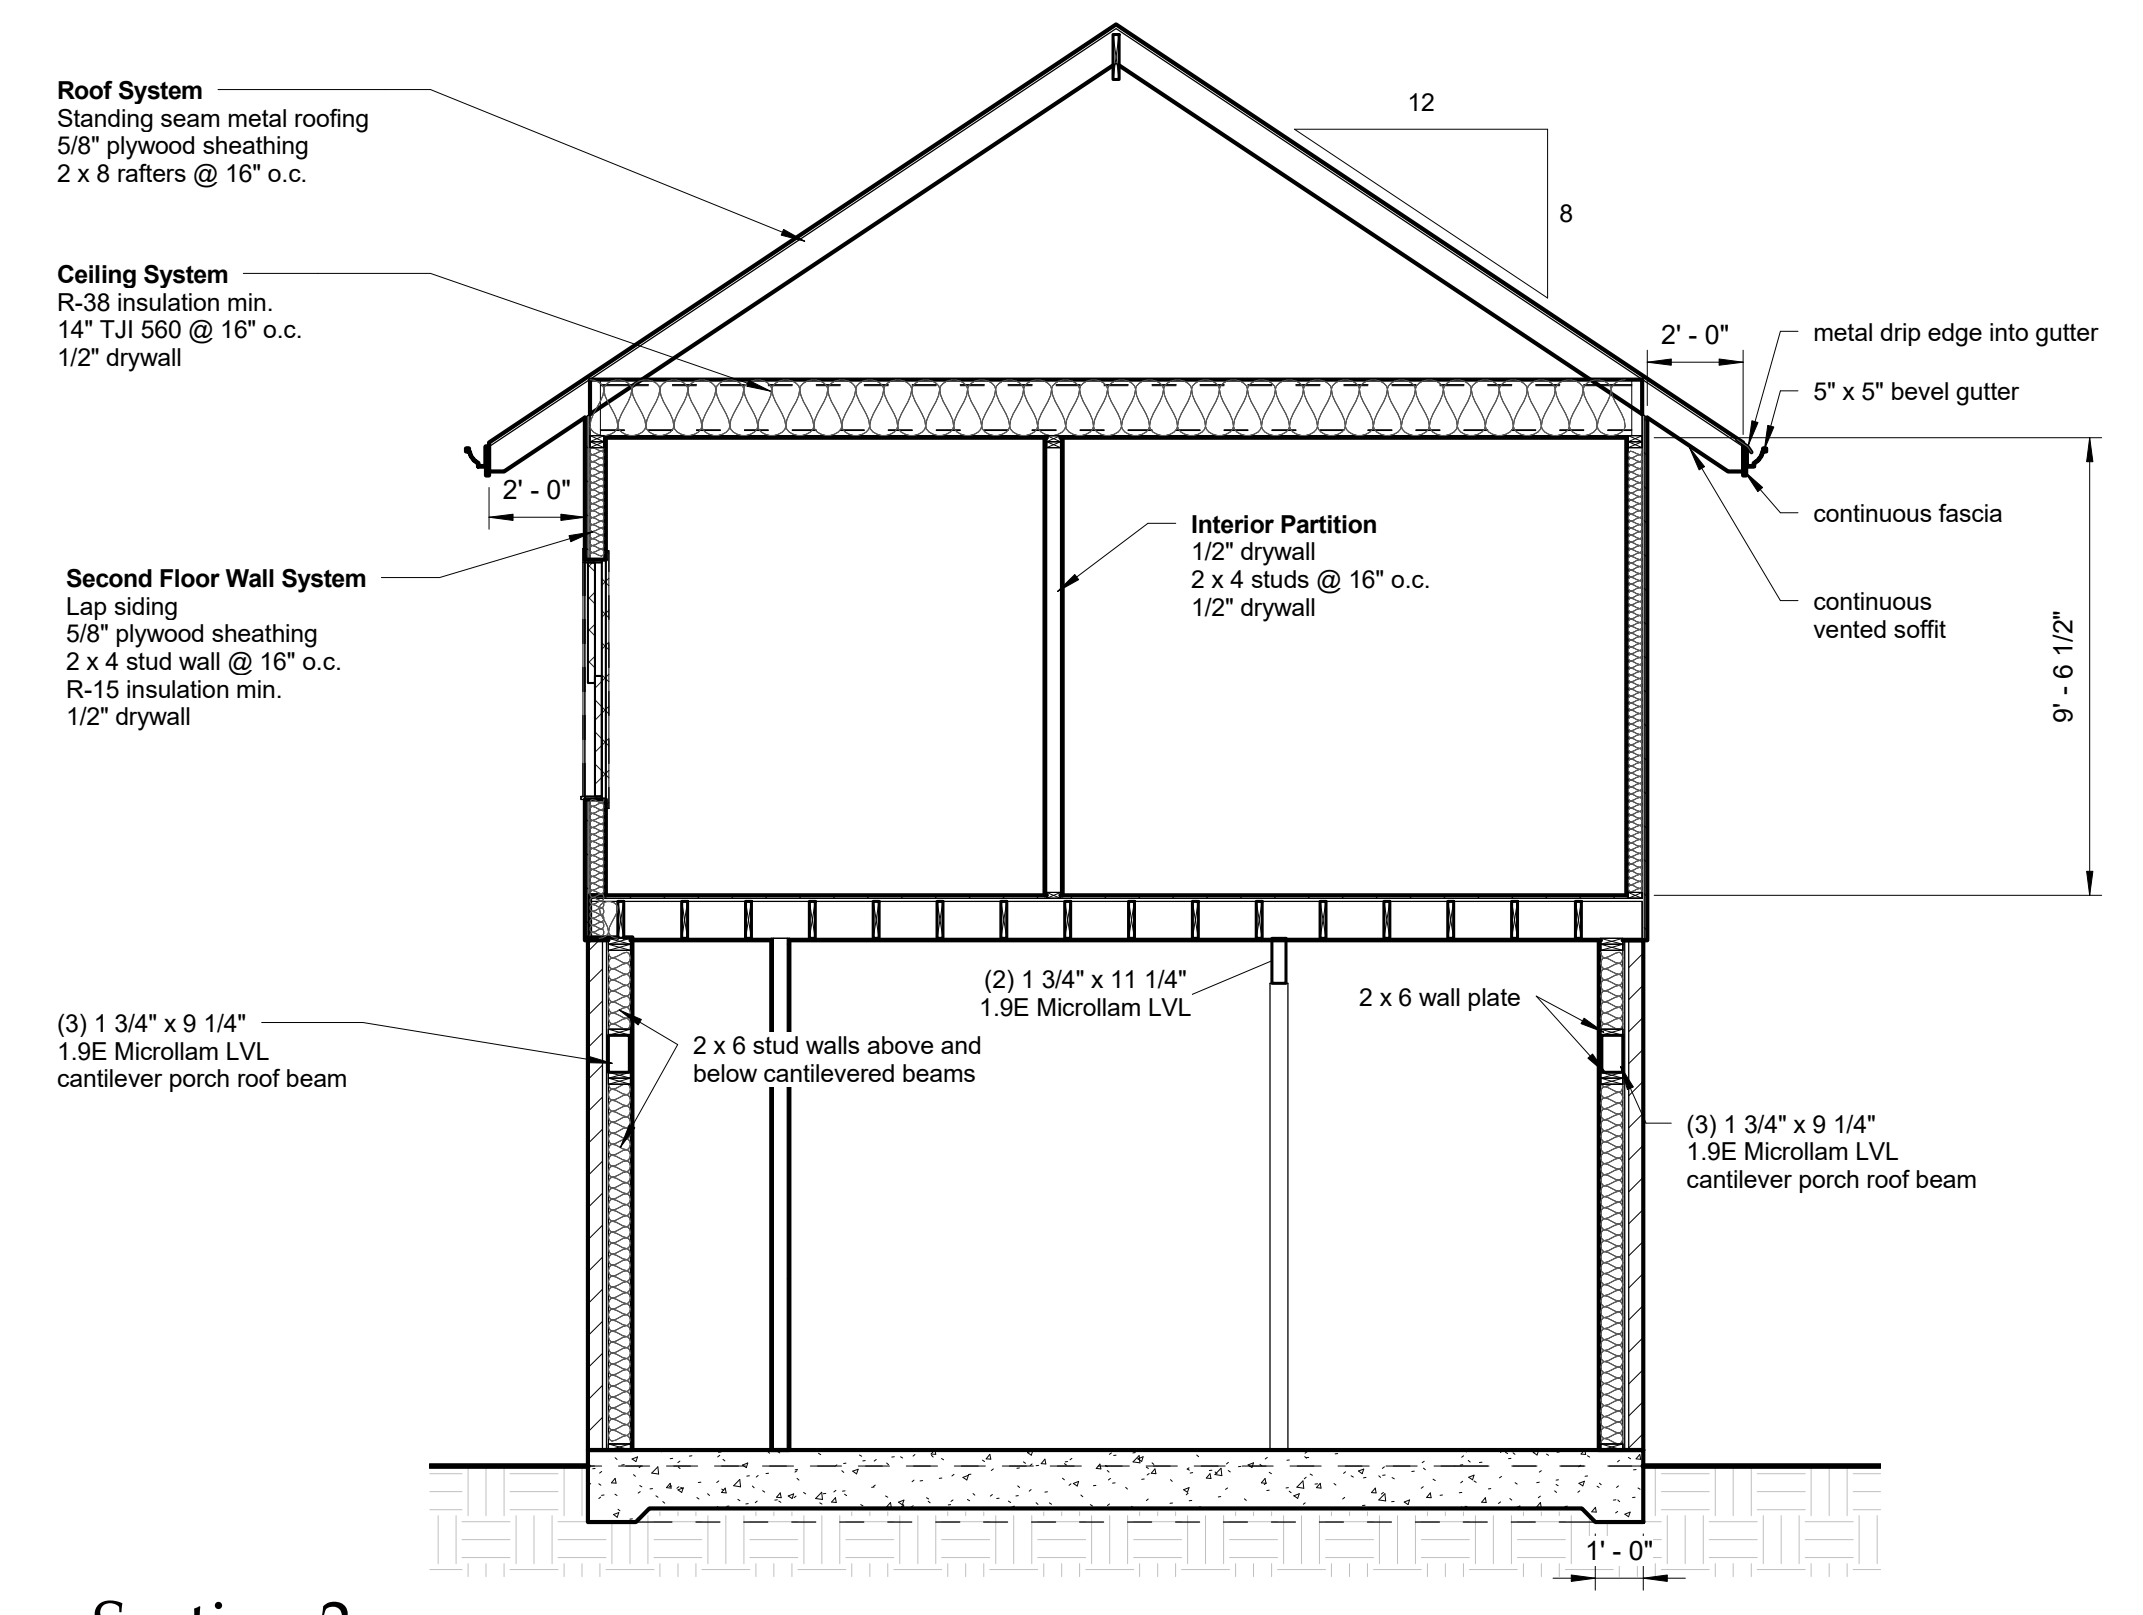 Roof System
Standing seam metal roofing
5/8" plywood sheathing
2 x 8 rafters @ 16" o.c.
12
8
Ceiling System
R-38 insulation min.
14" TJI 560 @ 16" o.c.
1/2" drywall
2' - 0"
metal drip edge into gutter
5" x 5" bevel gutter
2' - 0"
continuous fascia
continuous
vented soffit
9' - 6 1/2"
Interior Partition
1/2" drywall
2 x 4 studs @ 16" o.c.
1/2" drywall
Second Floor Wall System
Lap siding
5/8" plywood sheathing
2 x 4 stud wall @ 16" o.c.
R-15 insulation min.
1/2" drywall
(2) 1 3/4" x 11 1/4"
1.9E Microllam LVL
2 x 6 wall plate
(3) 1 3/4" x 9 1/4"
1.9E Microllam LVL
cantilever porch roof beam
2 x 6 stud walls above and
below cantilevered beams
(3) 1 3/4" x 9 1/4"
1.9E Microllam LVL
cantilever porch roof beam
1' - 0"
Section 2